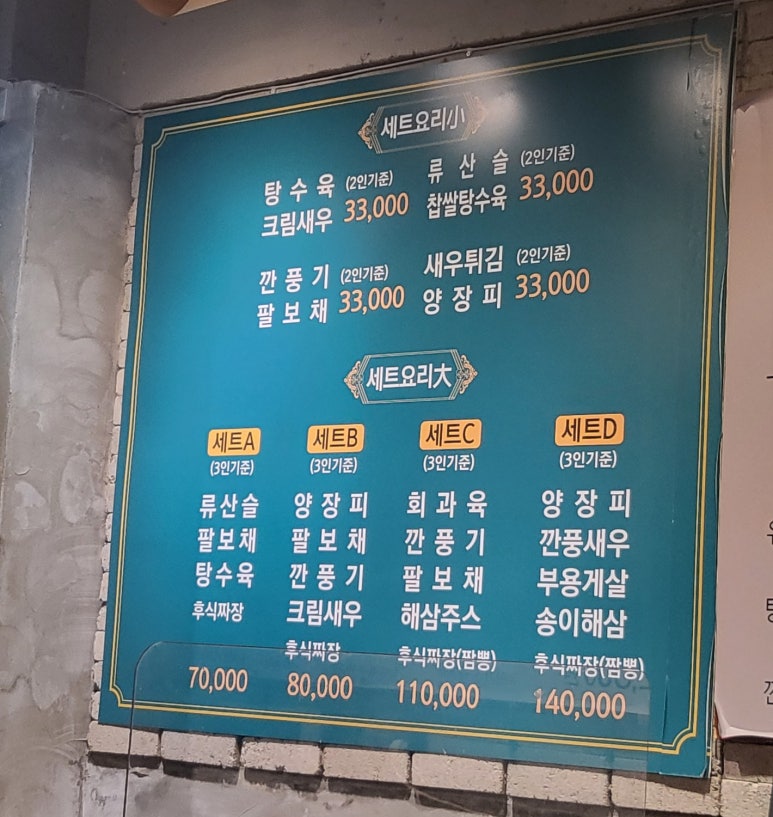 세트요리小
탕수육 (2인기준)
크림새우 33,000
류산슬 (2인기준)
찹쌀탕수육 33,000
깐풍기 (2인기준)
팔보채 33,000
새우튀김 (2인기준)
양장피 33,000
세트요리大
세트A
(3인기준)
류산슬
팔보채
탕수육
후식짜장
70,000
세트B
(3인기준)
양장피
팔보채
깐풍기
크림새우
후식짜장
80,000
세트C
(3인기준)
회과육
깐풍기
팔보채
해삼주스
후식짜장(짬뽕)
110,000
세트D
(3인기준)
양장피
깐풍새우
부용게살
송이해삼
후식짜장(짬뽕)
140,000